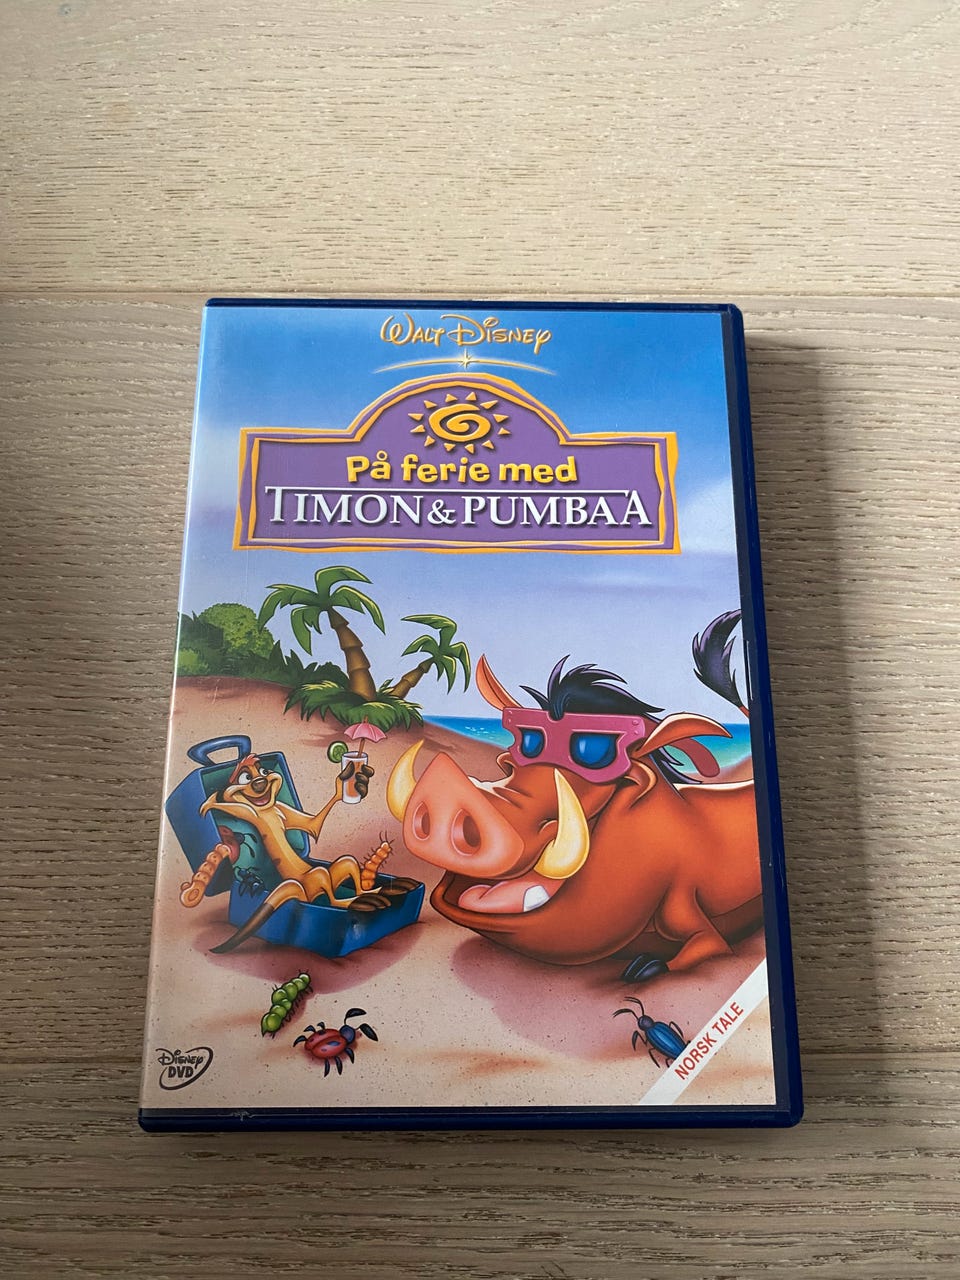 WALT DISNEY
På ferie med
TIMON & PUMBAA
NORSK TALE
DISNEY
DVD